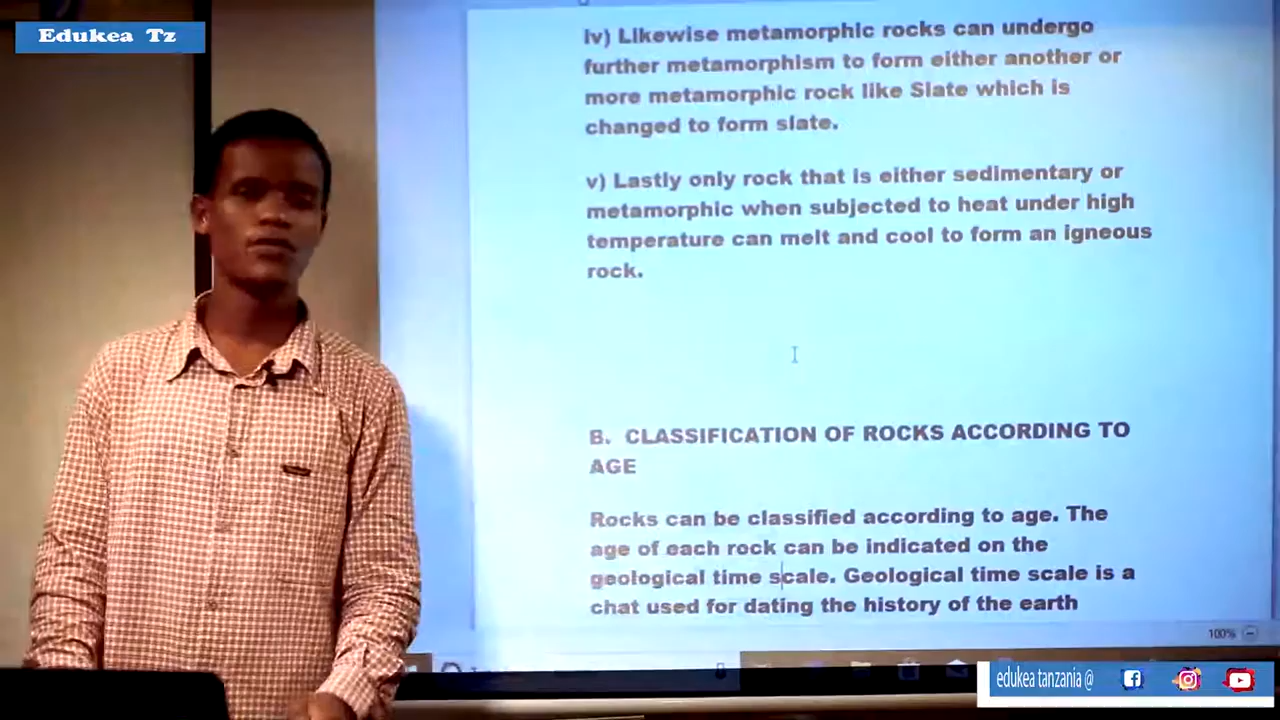 Edukea Tz
iv) Likewise metamorphic rocks can undergo
further metamorphism to form either another or
more metamorphic rock like Slate which is
changed to form slate.
v) Lastly only rock that is either sedimentary or
metamorphic when subjected to heat under high
temperature can melt and cool to form an igneous
rock.
B. CLASSIFICATION OF ROCKS ACCORDING TO
AGE
Rocks can be classified according to age. The
age of each rock can be indicated on the
geological time scale. Geological time scale is a
chat used for dating the history of the earth
100%
edukea tanzania @